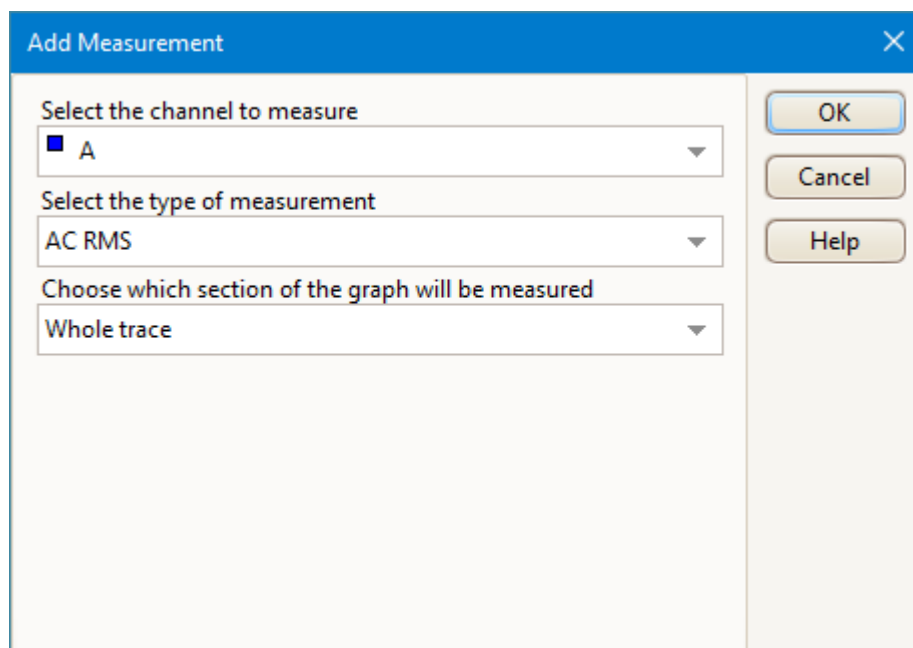 Add Measurement
Select the channel to measure
A
Select the type of measurement
AC RMS
Choose which section of the graph will be measured
Whole trace
OK
Cancel
Help